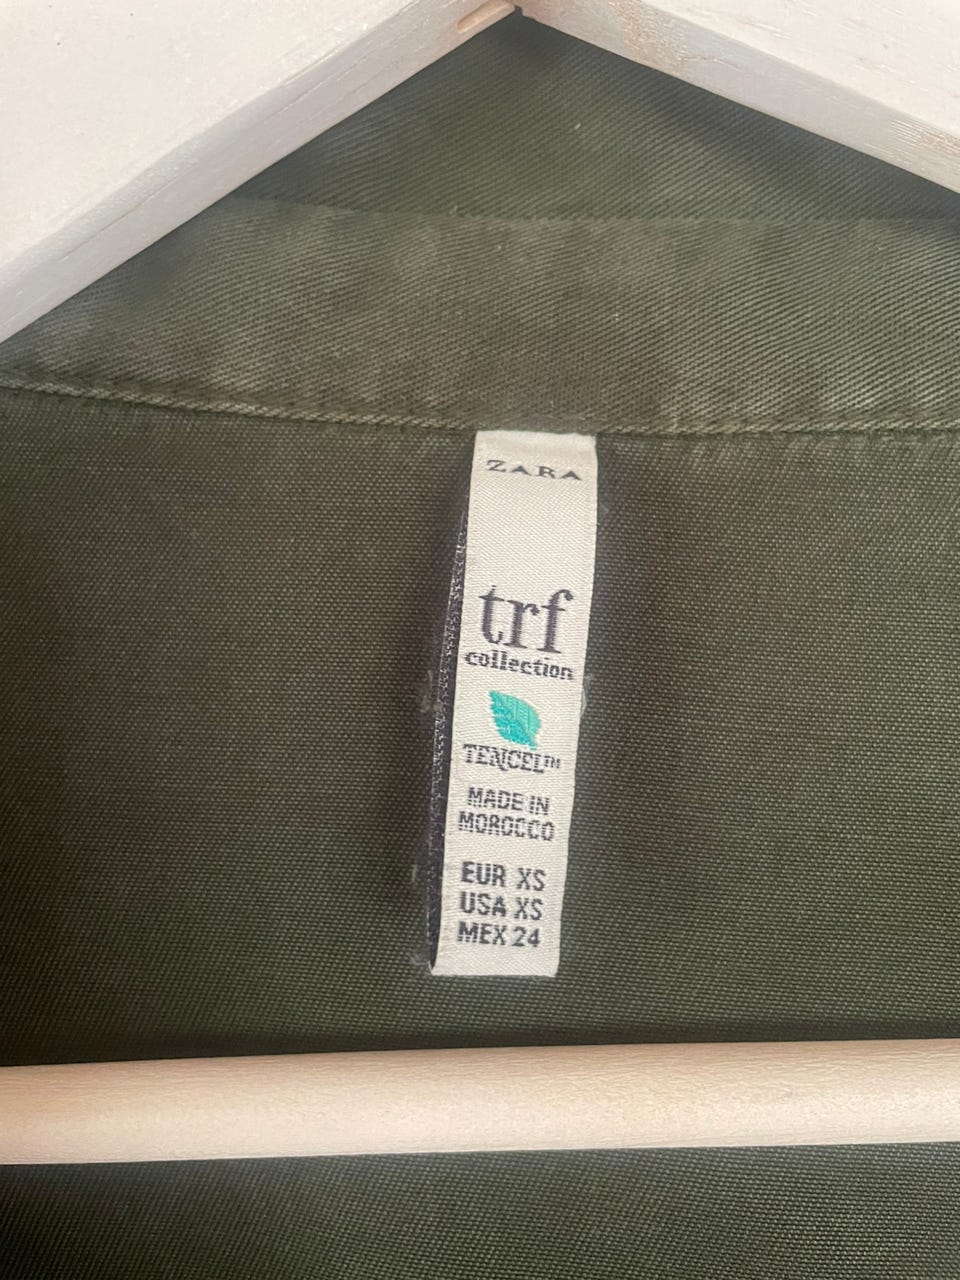 ZARA
trf
collection
TENCEL™
MADE IN
MOROCCO
EUR XS
USA XS
MEX 24